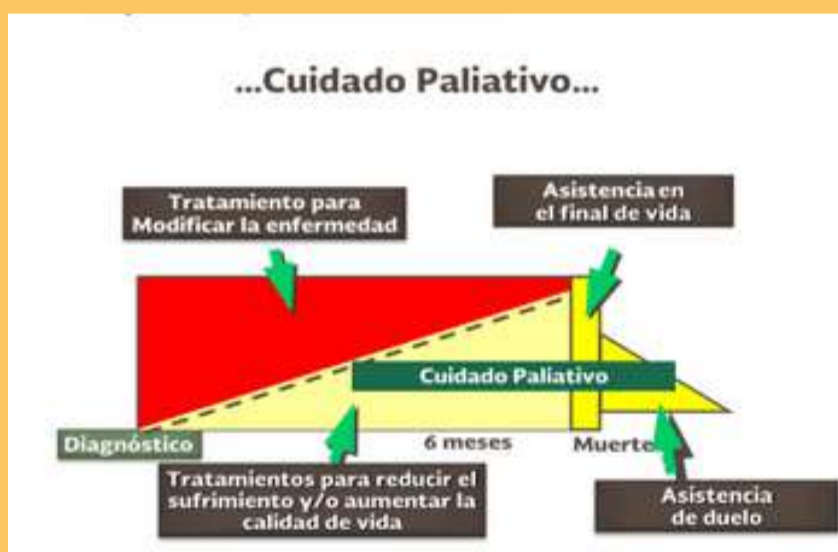 ...Cuidado Paliativo...
Tratamiento para
Modificar la enfermedad
Asistencia en
el final de vida
Cuidado Paliativo
Diagnóstico
6 meses
Muerte
Tratamientos para reducir el
sufrimiento y/o aumentar la
calidad de vida
Asistencia
de duelo